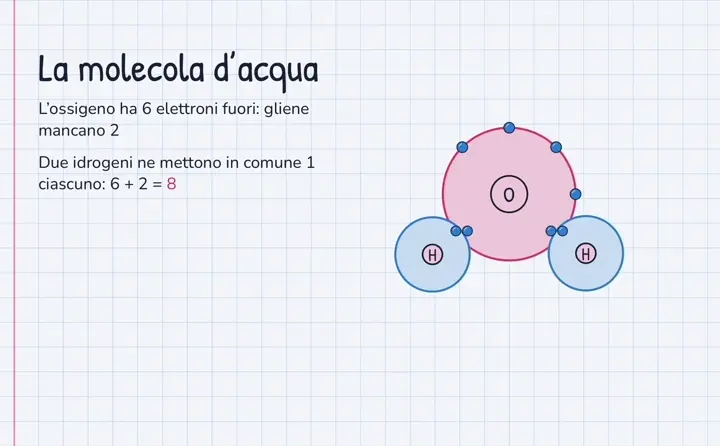 La molecola d'acqua
L'ossigeno ha 6 elettroni fuori: gliene
mancano 2
Due idrogeni ne mettono in comune 1
ciascuno: 6 + 2 = 8
O
H
H